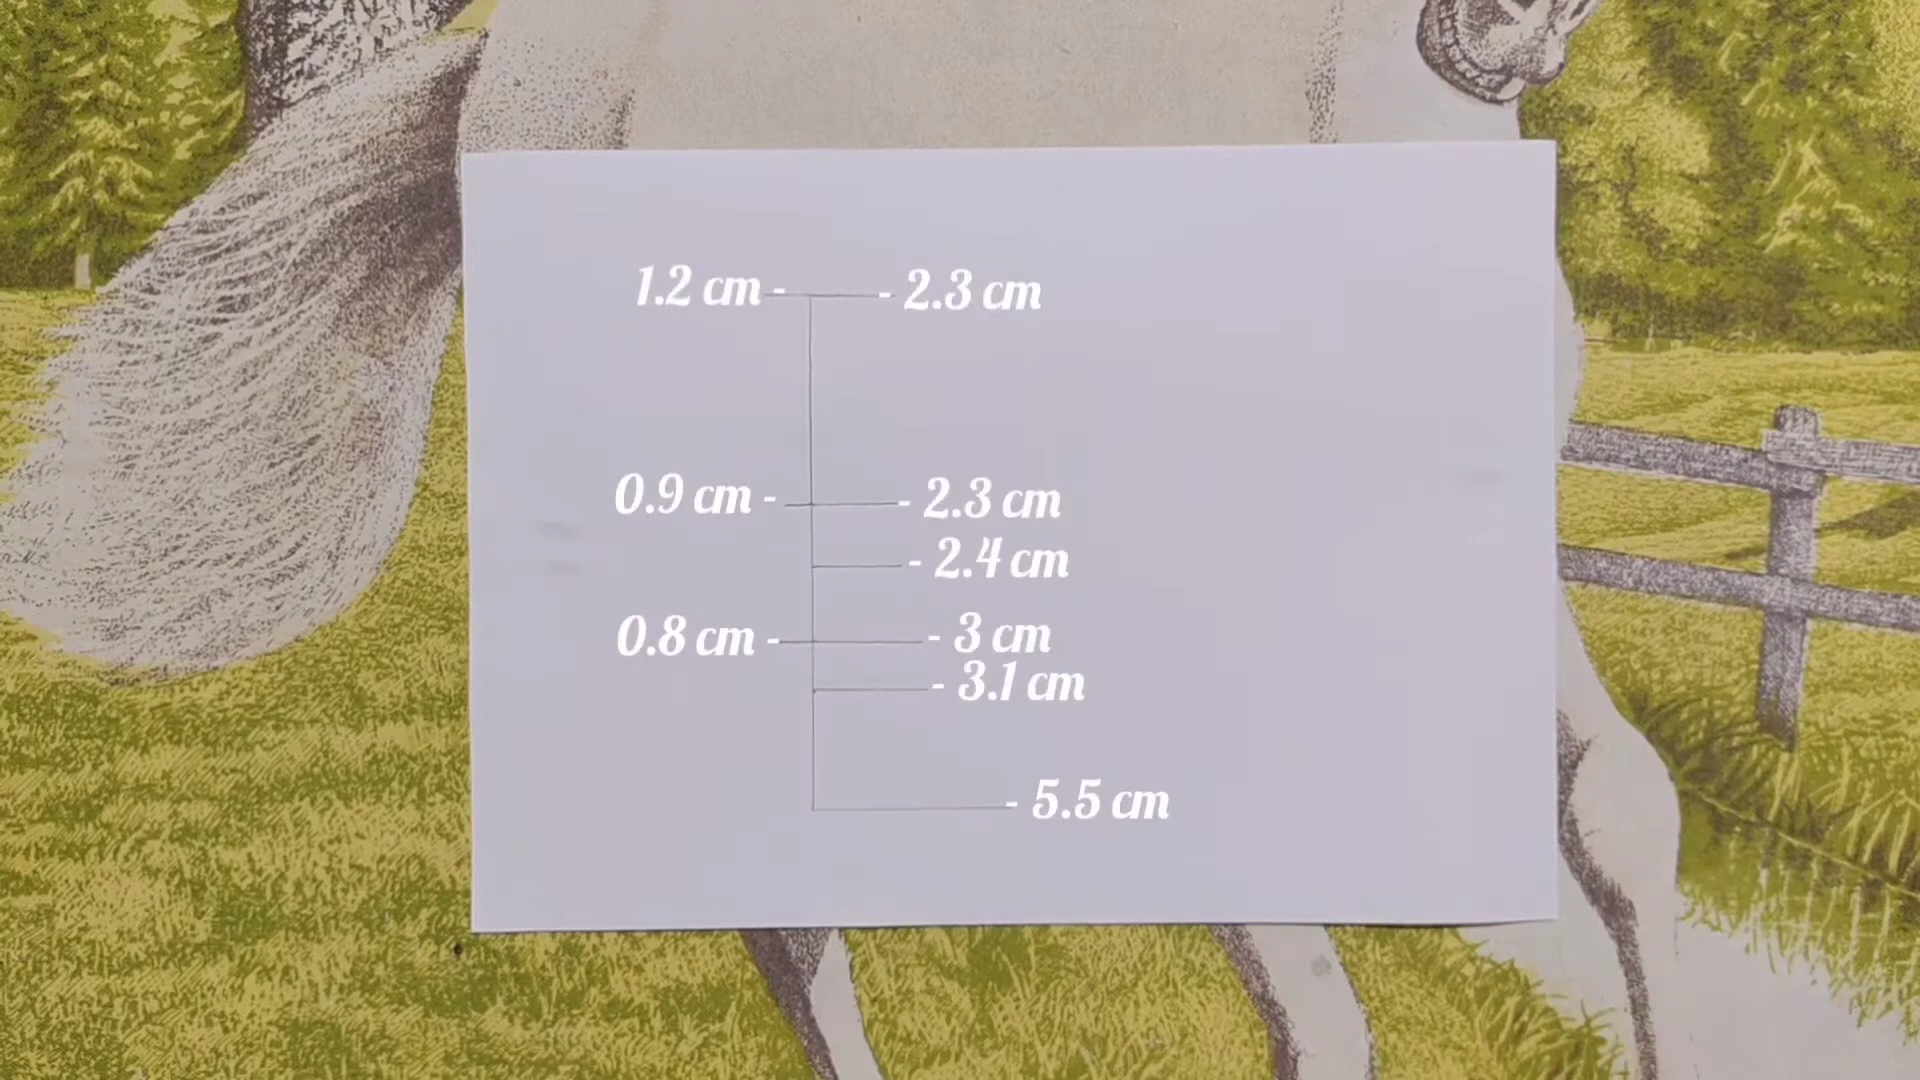 1.2 cm - - 2.3 cm
0.9 cm - - 2.3 cm
- 2.4 cm
0.8 cm - - 3 cm
- 3.1 cm
- 5.5 cm